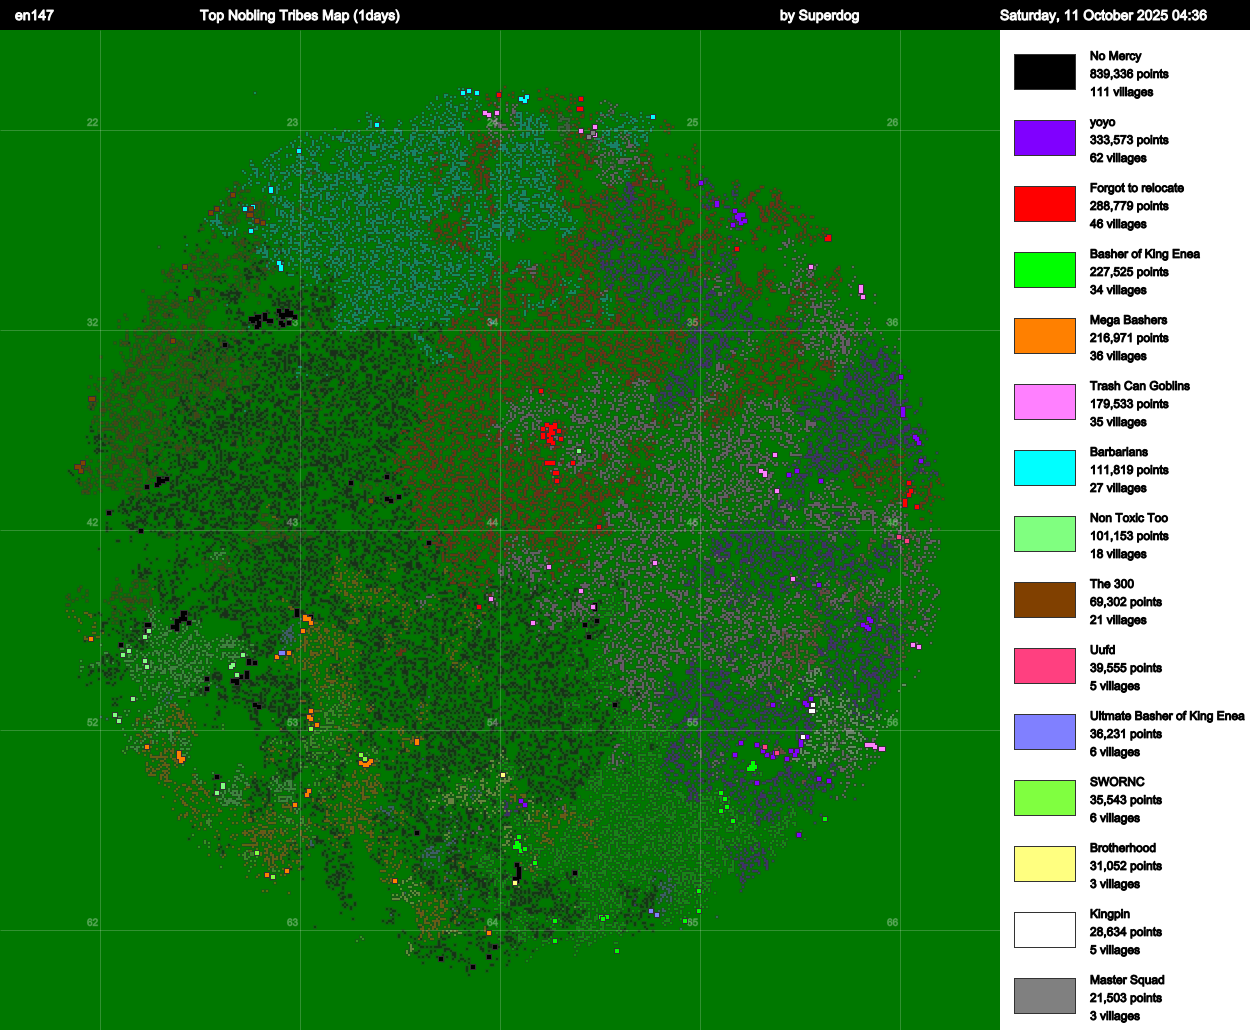 en147 Top Nobling Tribes Map (1days) by Superdog Saturday, 11 October 2025 04:36
No Mercy
839,336 points
111 villages
yoyo
333,573 points
62 villages
Forgot to relocate
288,779 points
46 villages
Basher of King Enea
227,525 points
34 villages
Mega Bashers
216,971 points
36 villages
Trash Can Goblins
179,533 points
35 villages
Barbarians
111,819 points
27 villages
Non Toxic Too
101,153 points
18 villages
The 300
69,302 points
21 villages
Uufd
39,555 points
5 villages
Ultmate Basher of King Enea
36,231 points
6 villages
SWORNC
35,543 points
6 villages
Brotherhood
31,052 points
3 villages
Kingpin
28,634 points
5 villages
Master Squad
21,503 points
3 villages
22 23 24 25 26
32 33 34 35 36
42 43 44 45 46
52 53 54 55 56
62 63 64 65 66